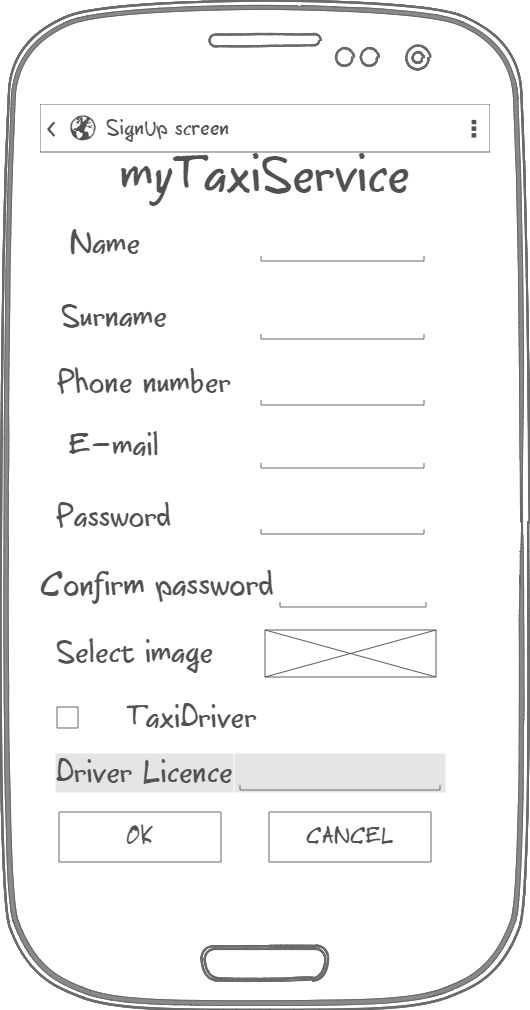 SignUp screen
myTaxiService
Name
Surname
Phone number
E-mail
Password
Confirm password
Select image
TaxiDriver
Driver Licence
OK CANCEL